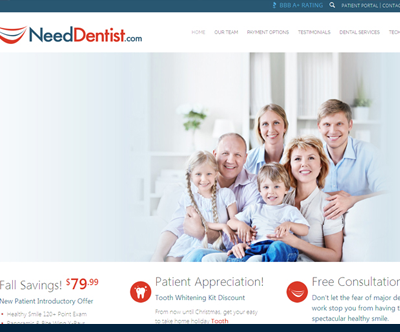 BBB A+ RATING PATIENT PORTAL | CONTAC
NeedDentist.com
HOME OUR TEAM PAYMENT OPTIONS TESTIMONIALS DENTAL SERVICES TECH
Fall Savings! $79.99
New Patient Introductory Offer
Healthy Smile 120+ Point Exam
Patient Appreciation!
Tooth Whitening Kit Discount
From now until Christmas, get your easy
to take home holiday Tooth
Free Consultation
Don't let the fear of major de
work stop you from having t
spectacular healthy smile.